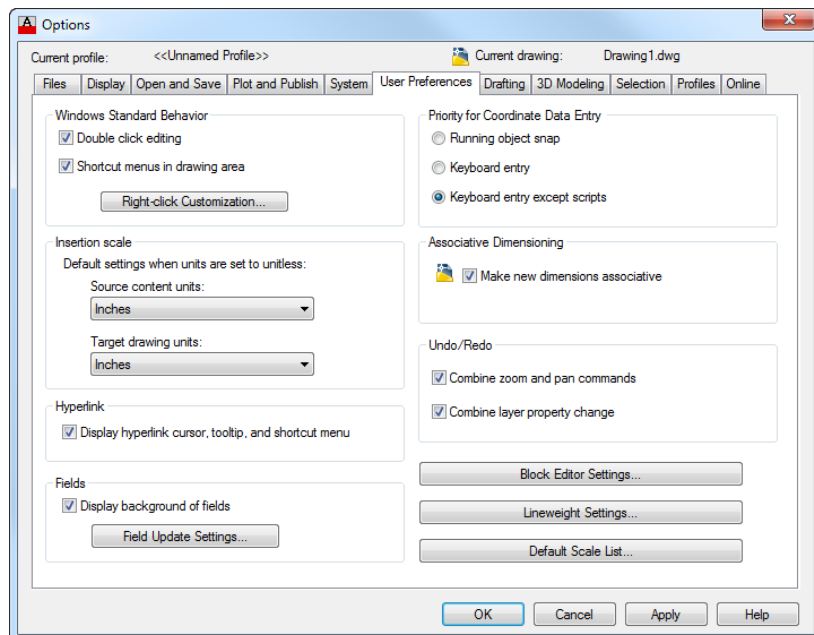 A Options
Current profile: <<Unnamed Profile>> Current drawing: Drawing1.dwg
Files Display Open and Save Plot and Publish System User Preferences Drafting 3D Modeling Selection Profiles Online
Windows Standard Behavior
Double click editing
Shortcut menus in drawing area
Right-click Customization...
Insertion scale
Default settings when units are set to unitless:
Source content units:
Inches
Target drawing units:
Inches
Hyperlink
Display hyperlink cursor, tooltip, and shortcut menu
Fields
Display background of fields
Field Update Settings...
Priority for Coordinate Data Entry
Running object snap
Keyboard entry
Keyboard entry except scripts
Associative Dimensioning
Make new dimensions associative
Undo/Redo
Combine zoom and pan commands
Combine layer property change
Block Editor Settings...
Lineweight Settings...
Default Scale List...
OK Cancel Apply Help